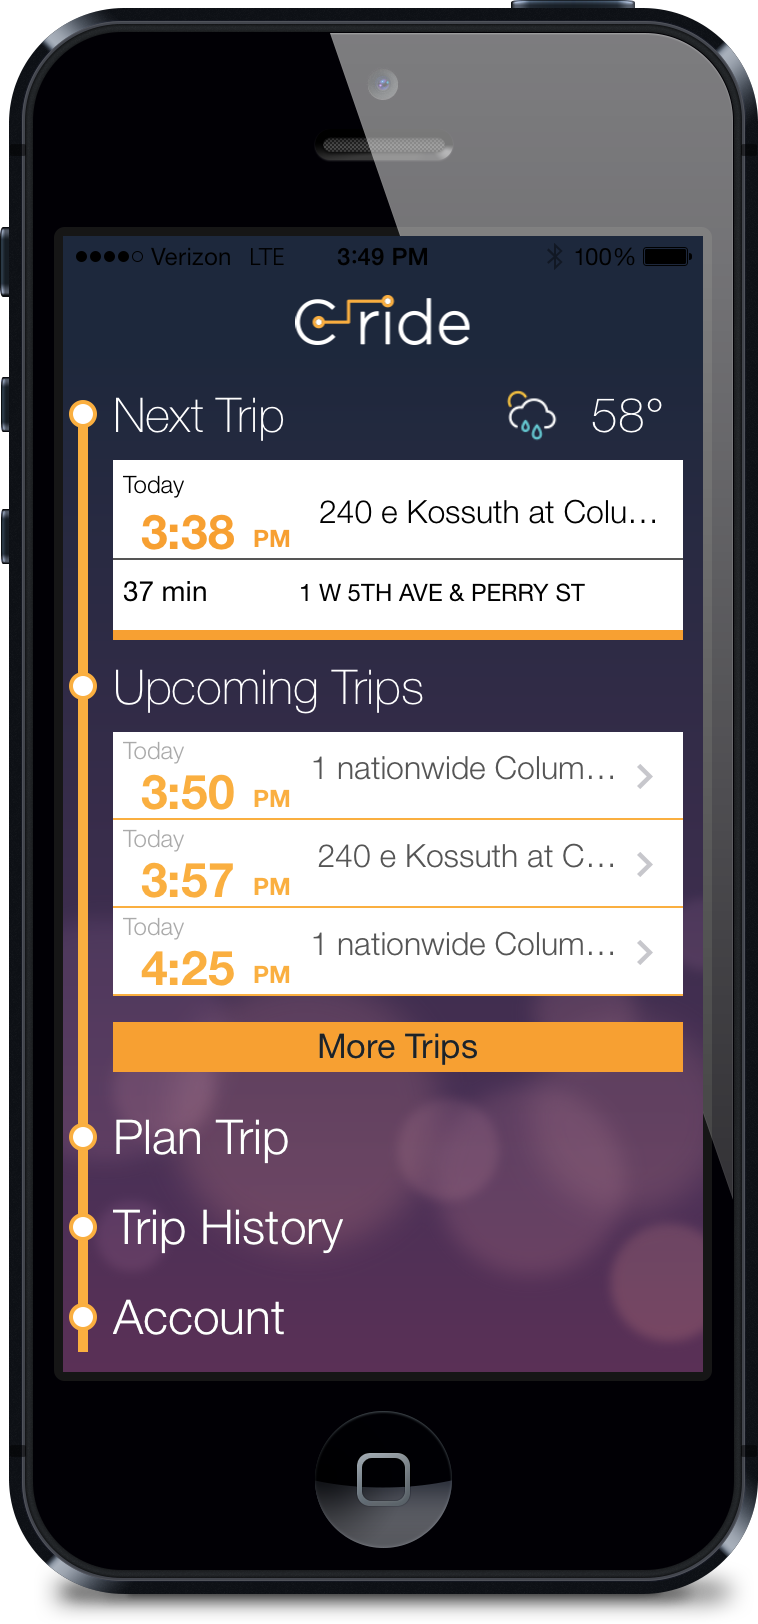 Verizon LTE 3:49 PM 100%
C-ride
Next Trip 58°
Today
3:38 PM 240 e Kossuth at Colu...
37 min 1 W 5TH AVE & PERRY ST
Upcoming Trips
Today
3:50 PM 1 nationwide Colum...
Today
3:57 PM 240 e Kossuth at C...
Today
4:25 PM 1 nationwide Colum...
More Trips
Plan Trip
Trip History
Account